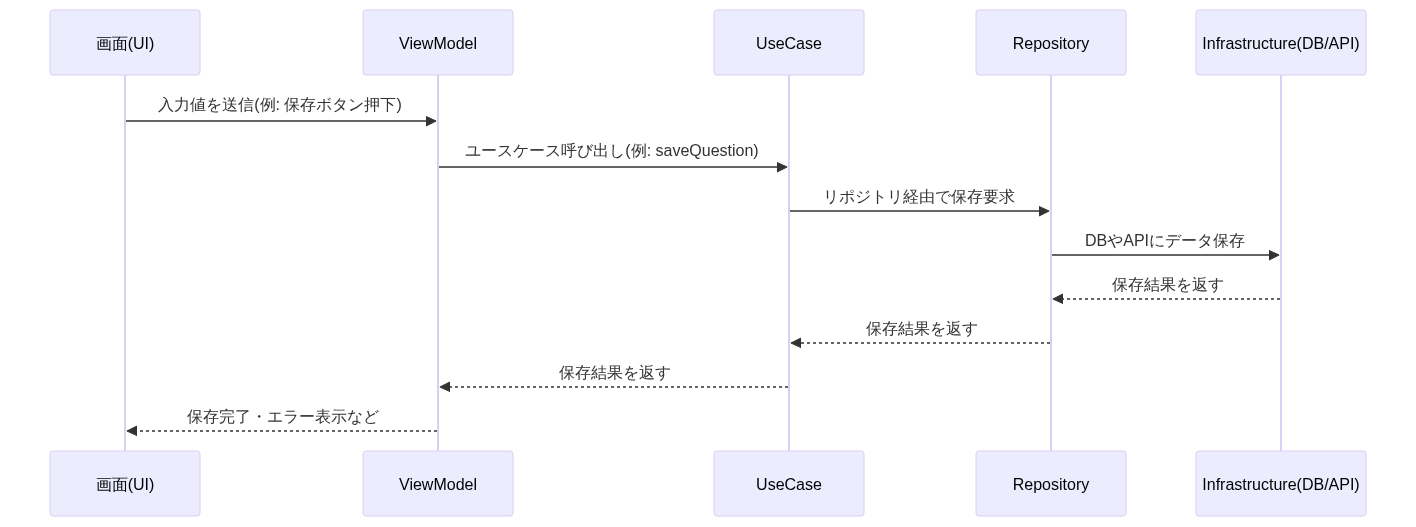 画面(UI)
ViewModel
UseCase
Repository
Infrastructure(DB/API)
入力値を送信(例: 保存ボタン押下)
ユースケース呼び出し(例: saveQuestion)
リポジトリ経由で保存要求
DBやAPIにデータ保存
保存結果を返す
保存結果を返す
保存結果を返す
保存完了・エラー表示など
画面(UI)
ViewModel
UseCase
Repository
Infrastructure(DB/API)